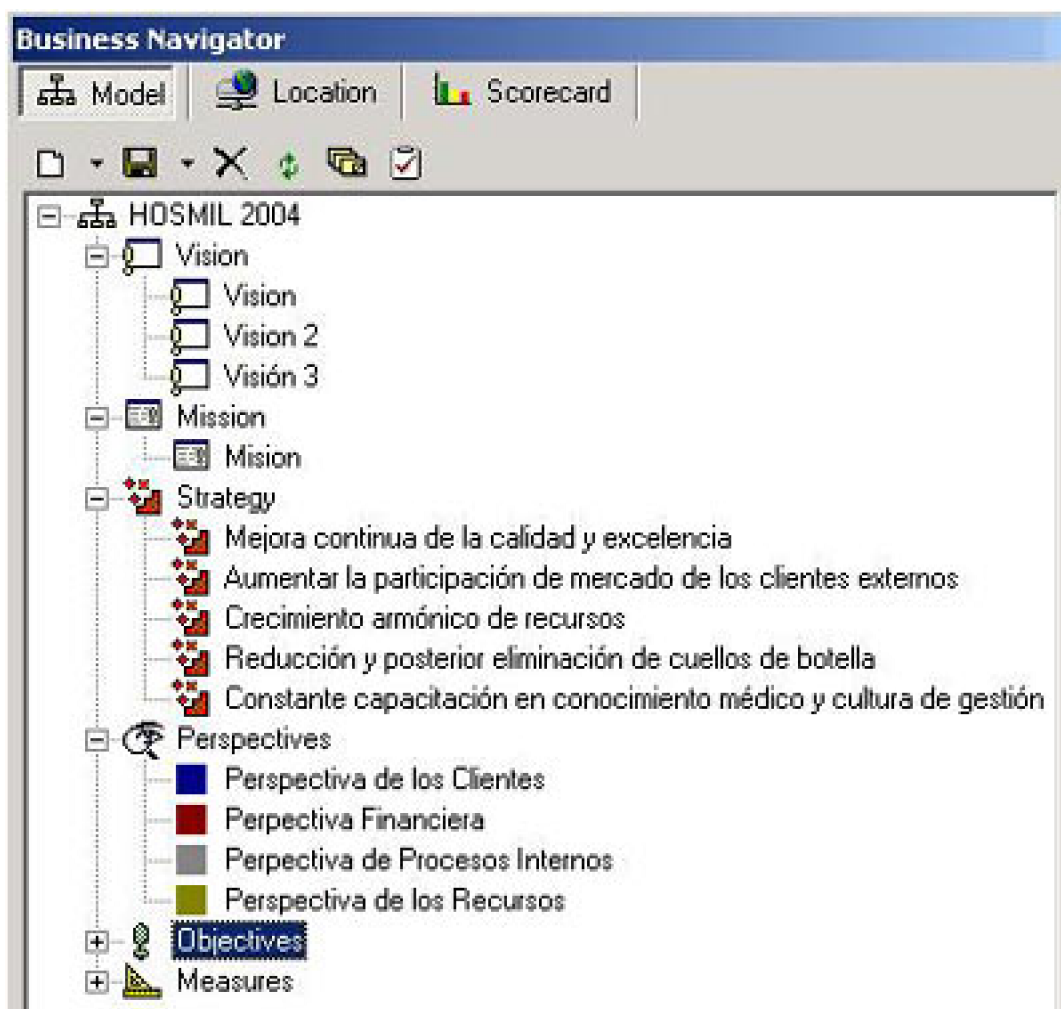 Business Navigator
Model Location Scorecard
HOSMIL 2004
Vision
Vision
Vision 2
Visión 3
Mission
Mision
Strategy
Mejora continua de la calidad y excelencia
Aumentar la participación de mercado de los clientes externos
Crecimiento armónico de recursos
Reducción y posterior eliminación de cuellos de botella
Constante capacitación en conocimiento médico y cultura de gestión
Perspectives
Perspectiva de los Clientes
Perpectiva Financiera
Perpectiva de Procesos Internos
Perspectiva de los Recursos
Objectives
Measures